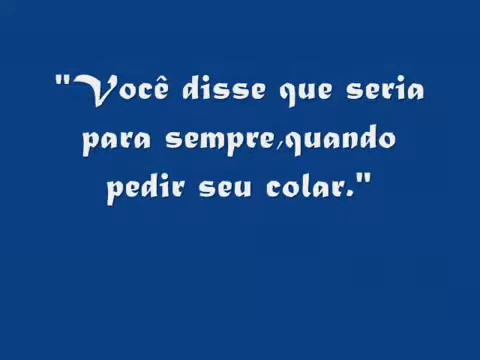 "Você disse que seria
para sempre,quando
pedir seu colar."